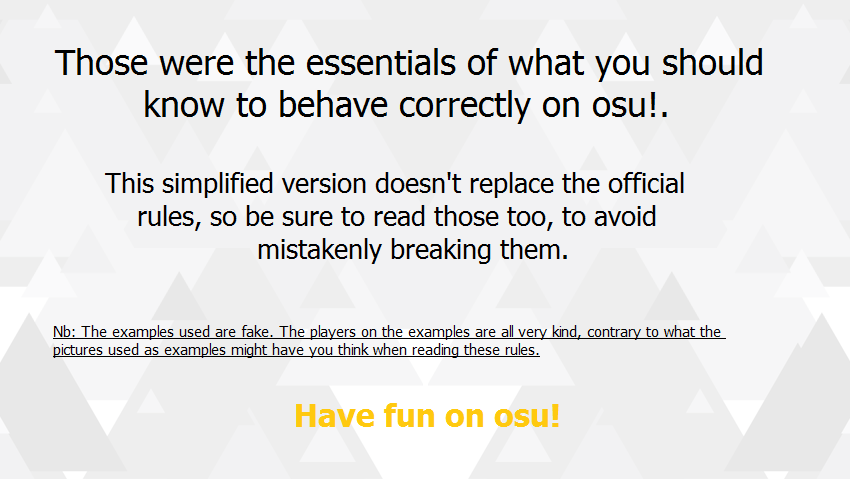 Those were the essentials of what you should
know to behave correctly on osu!.
This simplified version doesn't replace the official
rules, so be sure to read those too, to avoid
mistakenly breaking them.
Nb: The examples used are fake. The players on the examples are all very kind, contrary to what the
pictures used as examples might have you think when reading these rules.
Have fun on osu!